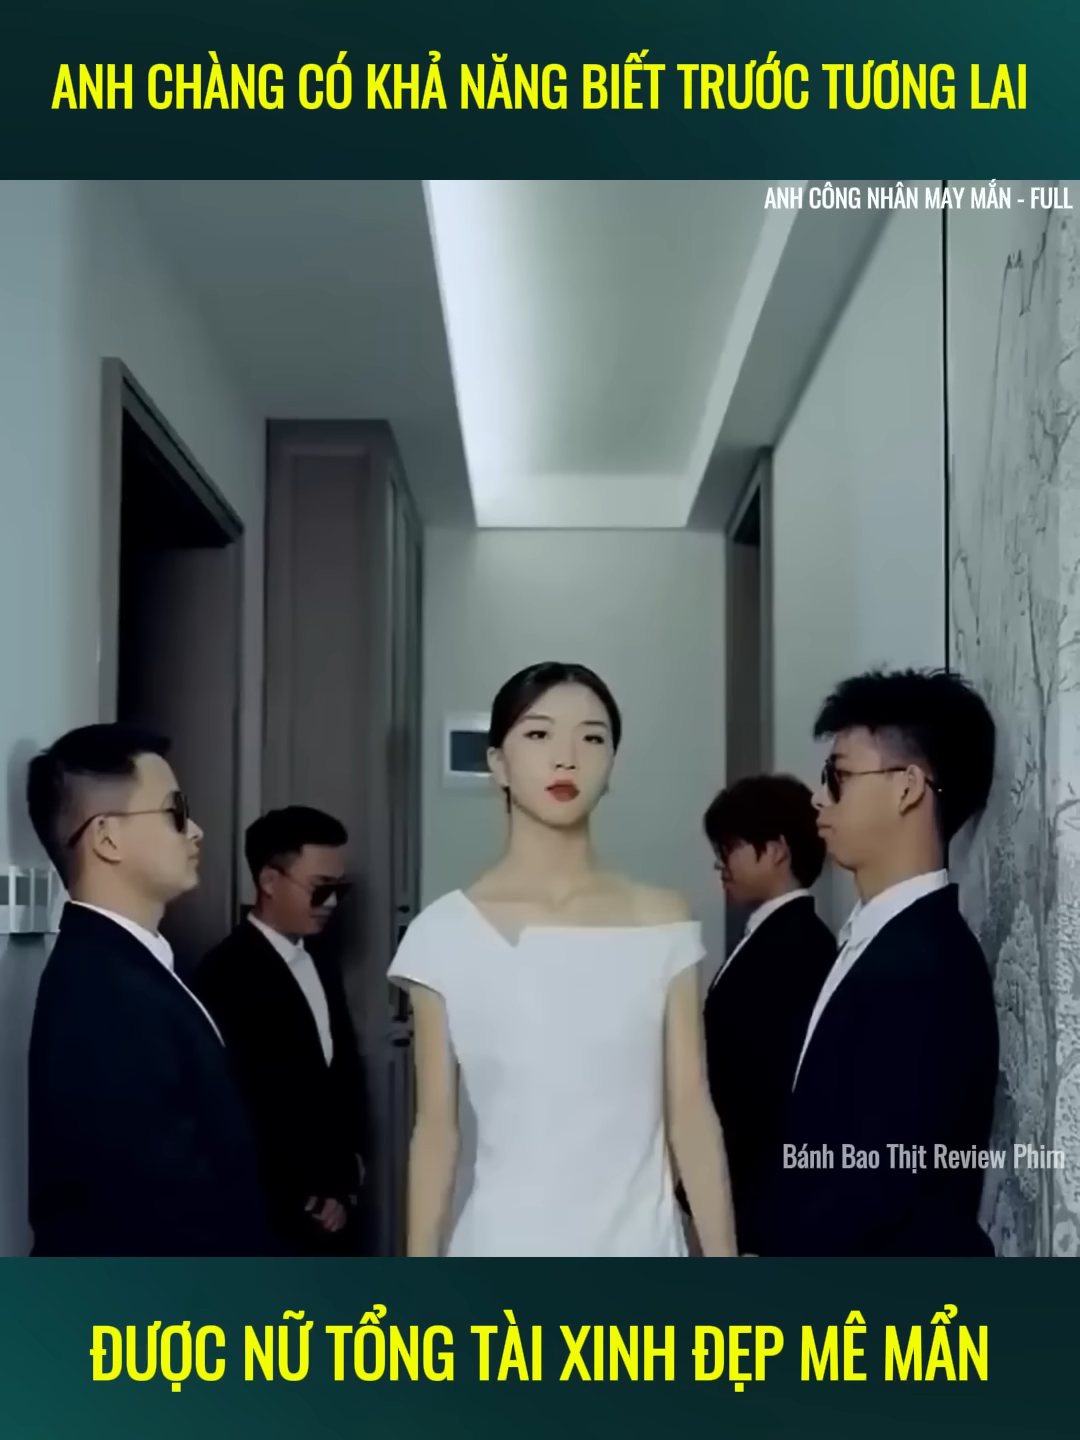 ANH CHÀNG CÓ KHẢ NĂNG BIẾT TRƯỚC TƯƠNG LAI
ANH CÔNG NHÂN MAY MẮN - FULL
Bánh Bao Thịt Review Phim
ĐƯỢC NỮ TỔNG TÀI XINH ĐẸP MÊ MẨN